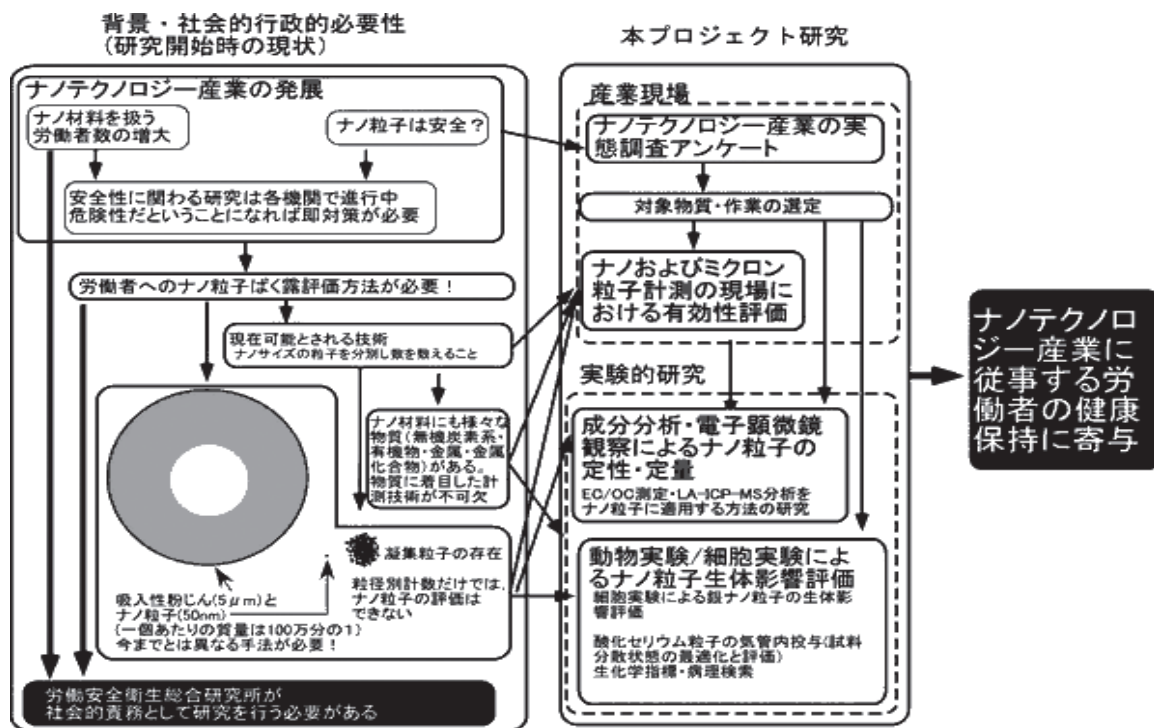 背景・社会的行政的必要性
(研究開始時の現状)
ナノテクノロジー産業の発展
ナノ材料を扱う
労働者数の増大
ナノ粒子は安全？
安全性に関わる研究は各機関で進行中
危険性だということになれば即対策が必要
労働者へのナノ粒子ばく露評価方法が必要！
現在可能とされる技術
ナノサイズの粒子を分別し数を数えること
ナノ材料にも様々な
物質(無機炭素系・
有機物・金属・金属
化合物)がある。
物質に着目した計
測技術が不可欠
凝集粒子の存在
粒径別計数だけでは、
ナノ粒子の評価は
できない
吸入性粉じん(5μm)と
ナノ粒子(50nm)
(一個あたりの質量は100万分の1)
今までとは異なる手法が必要！
労働安全衛生総合研究所が
社会的責務として研究を行う必要がある
本プロジェクト研究
産業現場
ナノテクノロジー産業の実
態調査アンケート
対象物質・作業の選定
ナノおよびミクロン
粒子計測の現場に
おける有効性評価
実験的研究
成分分析・電子顕微鏡
観察によるナノ粒子の
定性・定量
EC/OC測定・LA-ICP-MS分析を
ナノ粒子に適用する方法の研究
動物実験/細胞実験によ
るナノ粒子生体影響評価
細胞実験による銀ナノ粒子の生体影
響評価
酸化セリウム粒子の気管内投与(試料
分散状態の最適化と評価)
生化学指標・病理検索
ナノテクノロ
ジー産業に
従事する労
働者の健康
保持に寄与